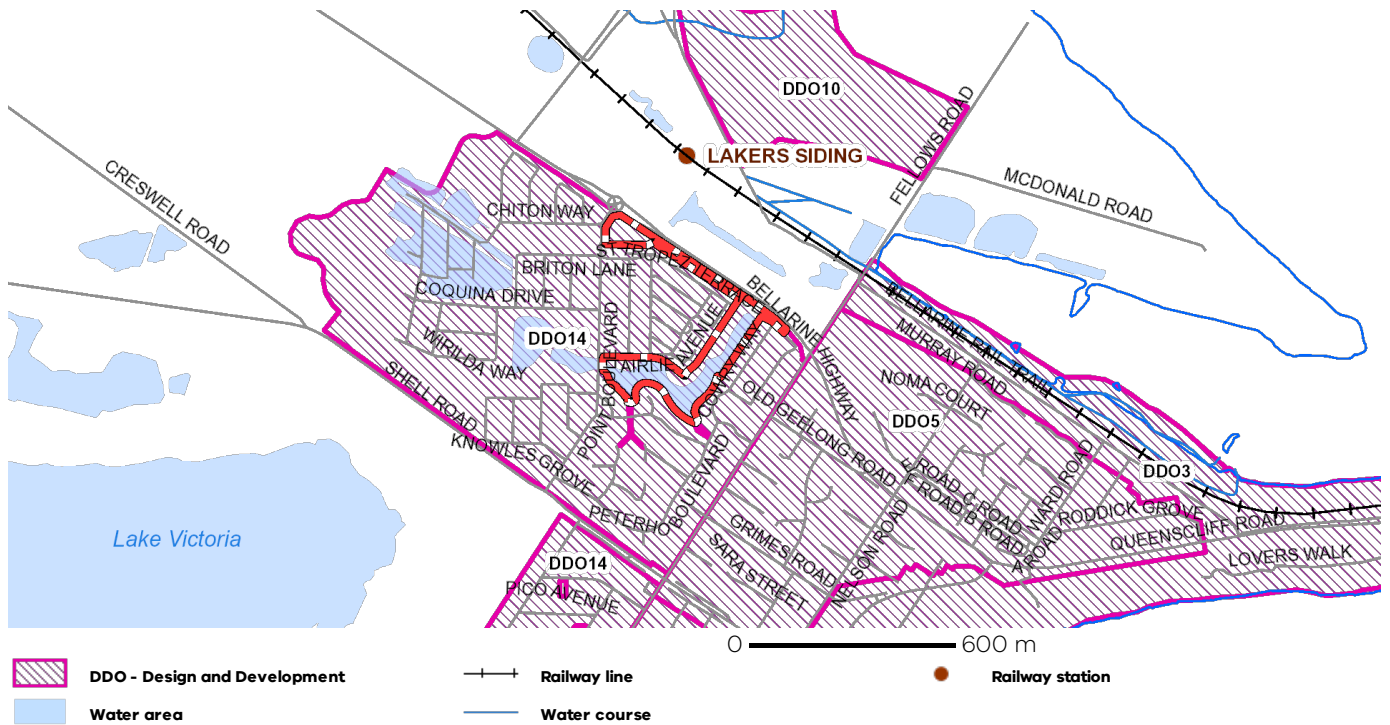 DDO10
FELLOWS ROAD
LAKERS SIDING
CRESWELL ROAD
MCDONALD ROAD
CHITON WAY
ST TROPEZ TERRACE
BRITON LANE
COQUINA DRIVE
BELLARINE HIGHWAY
BELLARINE RAIL TRAIL
MURRAY ROAD
DDO14
WIRILDA WAY
POINT BOULEVARD
AIRLIE AVENUE
COWRY WAY
SHELL ROAD
NOMA COURT
OLD GEELONG ROAD
DDO5
KNOWLES GROVE
BOULEVARD
E ROAD
C ROAD
F ROAD
B ROAD
WARD ROAD
A ROAD
DDO3
RODDICK GROVE
QUEENSCLIFF ROAD
LOVERS WALK
PETERHO
GRIMES ROAD
NELSON ROAD
SARA STREET
Lake Victoria
DDO14
PICO AVENUE
0 600 m
DDO - Design and Development
Railway line
Railway station
Water area
Water course